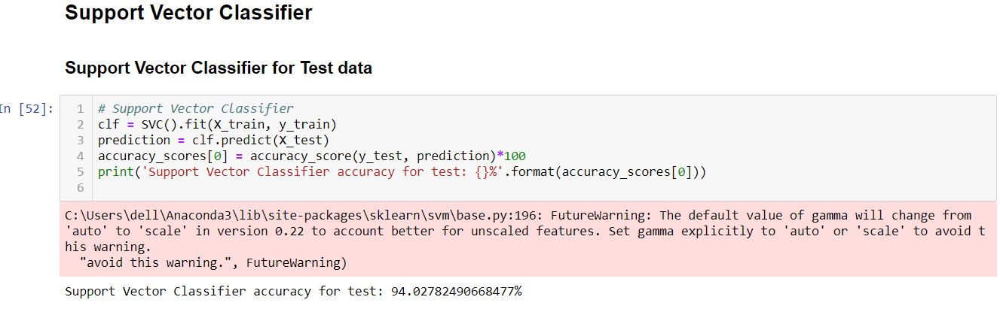 Support Vector Classifier
Support Vector Classifier for Test data
In [52]:
1 # Support Vector Classifier
2 clf = SVC().fit(X_train, y_train)
3 prediction = clf.predict(X_test)
4 accuracy_scores[0] = accuracy_score(y_test, prediction)*100
5 print('Support Vector Classifier accuracy for test: {}%'.format(accuracy_scores[0]))
6
C:\Users\dell\Anaconda3\lib\site-packages\sklearn\svm\base.py:196: FutureWarning: The default value of gamma will change from
'auto' to 'scale' in version 0.22 to account better for unscaled features. Set gamma explicitly to 'auto' or 'scale' to avoid t
his warning.
"avoid this warning.", FutureWarning)
Support Vector Classifier accuracy for test: 94.02782490668477%